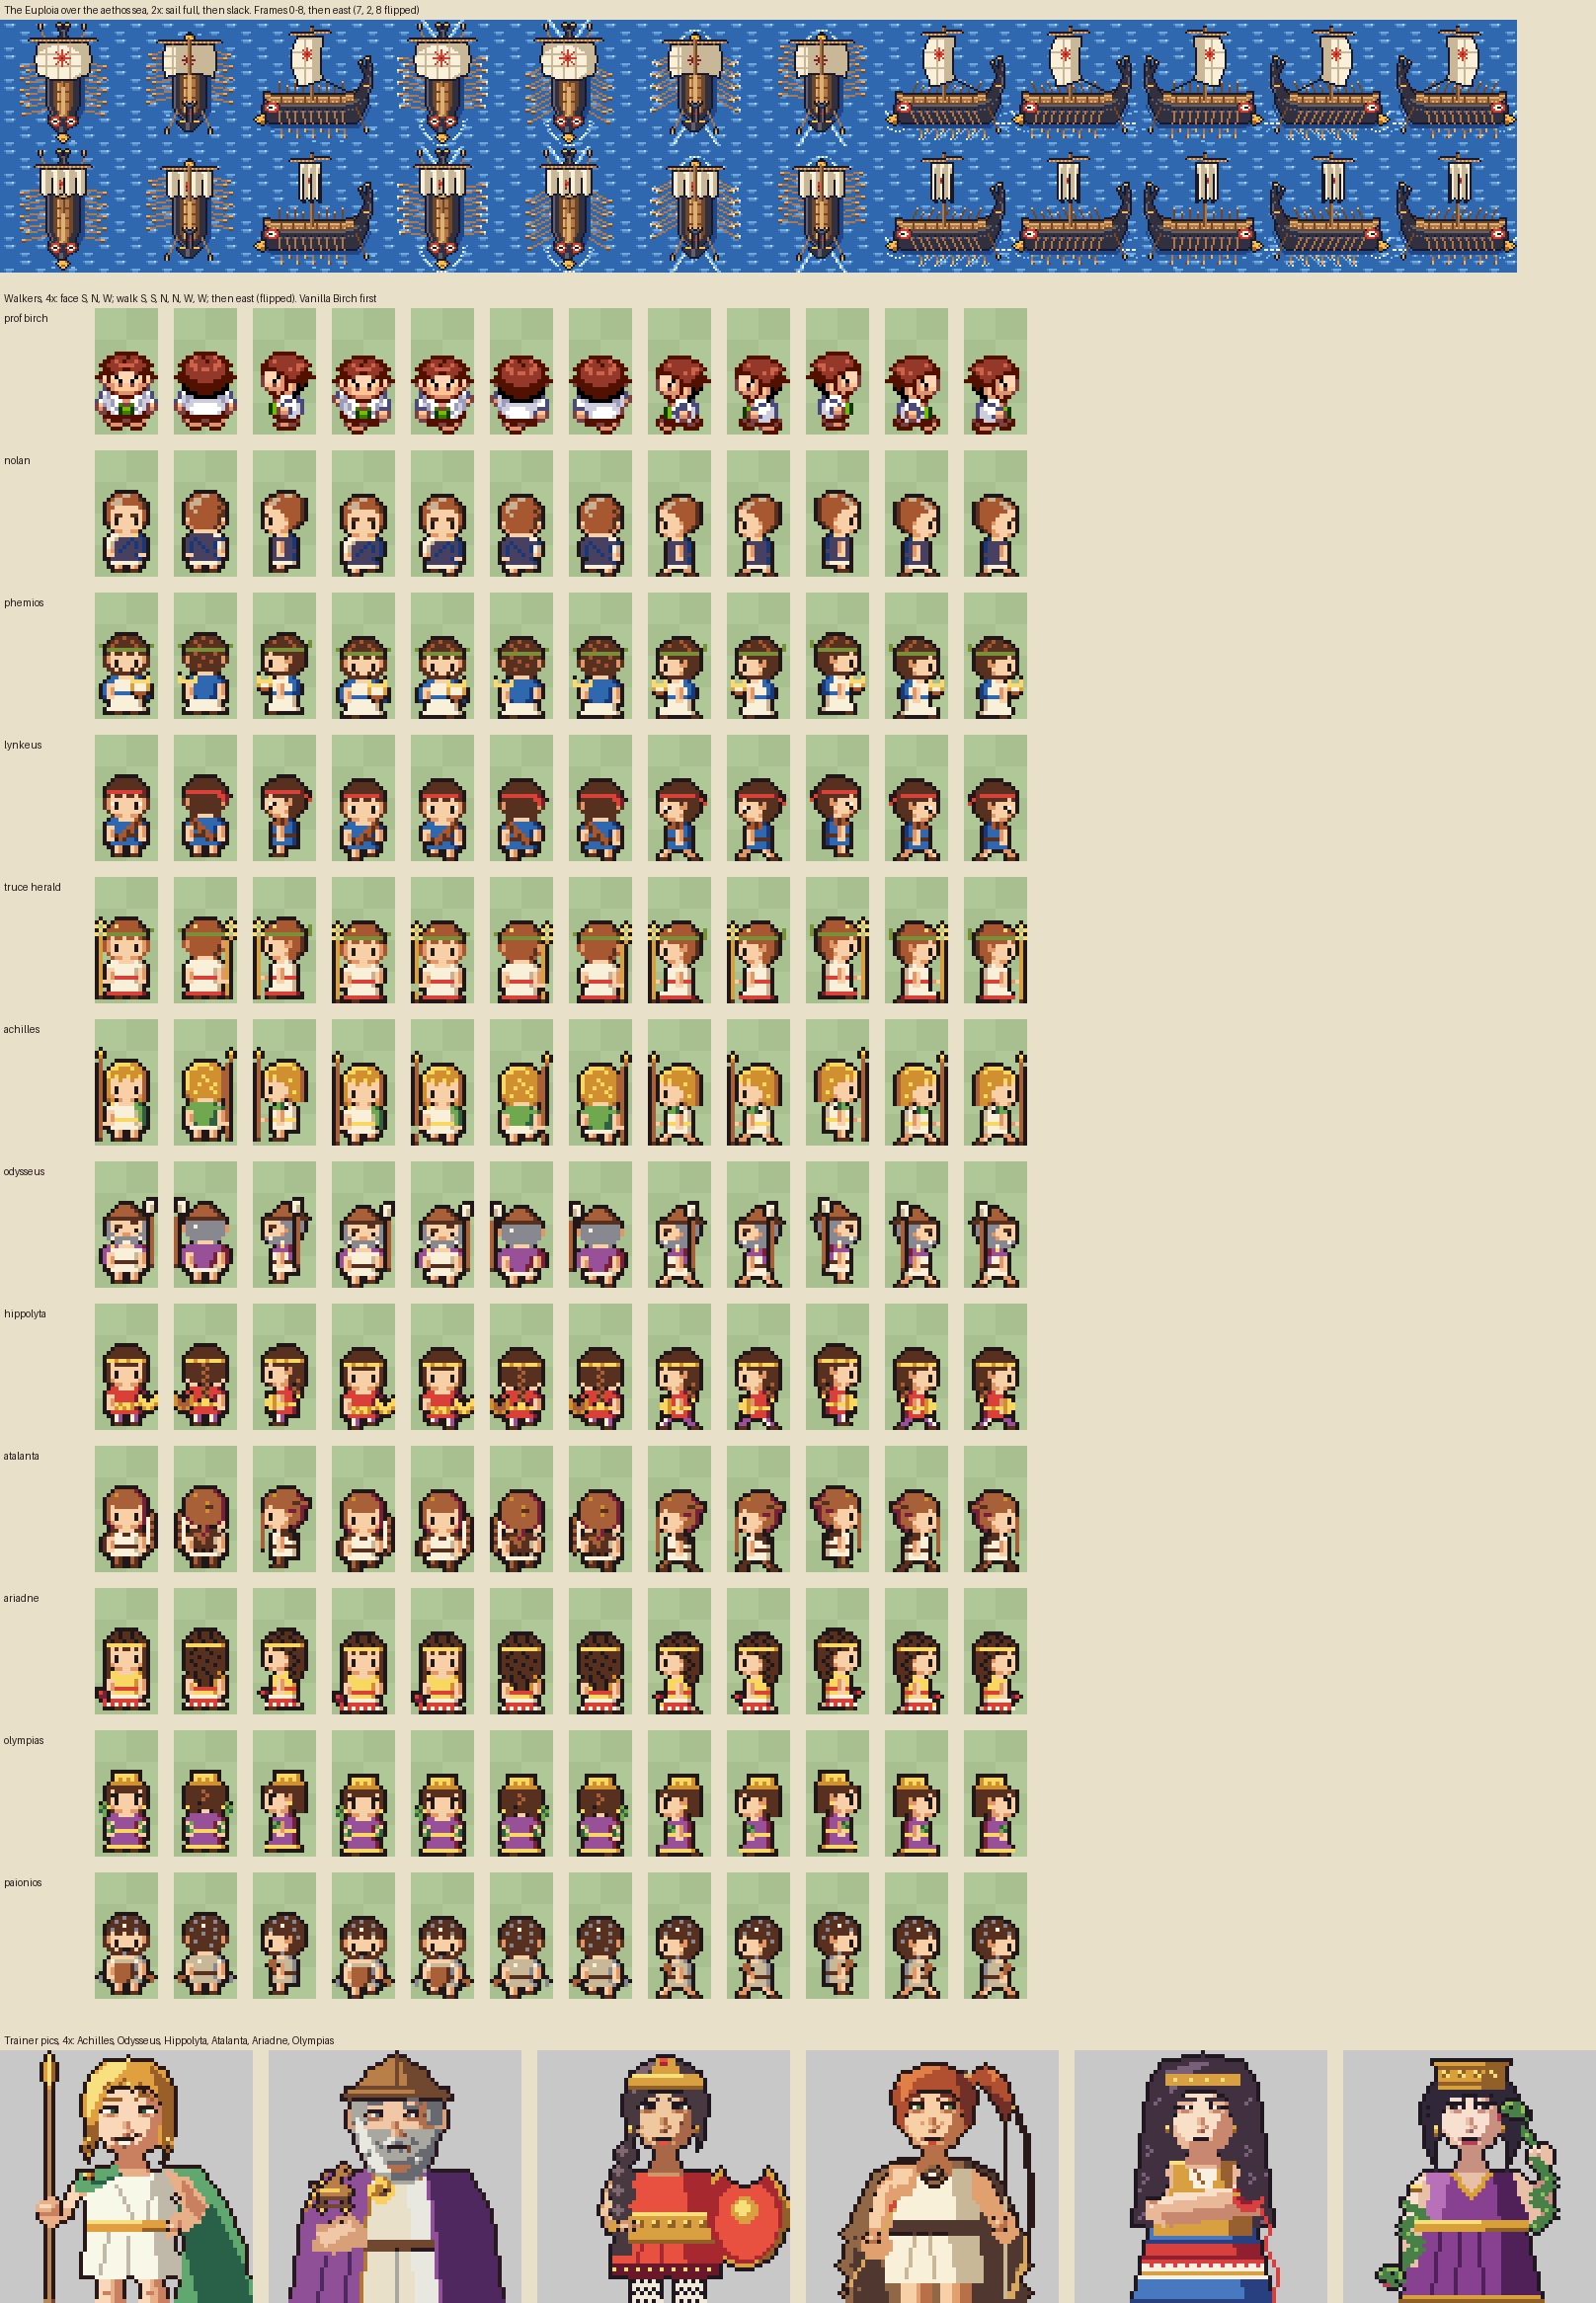 The Euploia over the aethos sea, 2x: sail full, then slack. Frames 0-8, then east (7, 2, 8 flipped)
Walkers, 4x: face S, N, W; walk S, S, N, N, W, W; then east (flipped). Vanilla Birch first
prof birch
nolan
phemios
lynkeus
truce herald
achilles
odysseus
hippolyta
atalanta
ariadne
olympias
paionios
Trainer pics, 4x: Achilles, Odysseus, Hippolyta, Atalanta, Ariadne, Olympias